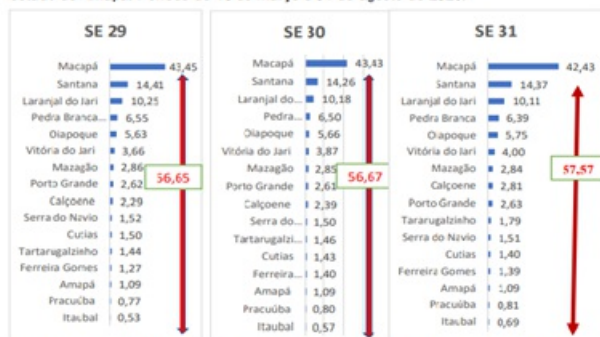 SE 29
Macapá 43,45
Santana 14,41
Laranjal do Jari 10,25
Pedra Branca... 6,55
Oiapoque 5,63
Vitória do Jari 3,66
Mazagão 2,86
Porto Grande 2,62
Calçoene 2,29
Serra do Navio 1,52
Cutias 1,50
Tartarugalzinho 1,44
Ferreira Gomes 1,27
Amapá 1,09
Pracuúba 0,77
Itaubal 0,53
56,65
SE 30
Macapá 43,43
Santana 14,26
Laranjal do... 10,18
Pedra... 6,50
Oiapoque 5,66
Vitória do Jari 3,87
Mazagão 2,85
Porto Grande 2,61
Calçoene 2,39
Serra do... 1,50
Tartarugalzi... 1,46
Cutias 1,43
Ferreira... 1,40
Amapá 1,09
Pracuúba 0,80
Itaubal 0,57
56,67
SE 31
Macapá 42,43
Santana 14,37
Laranjal do Jari 10,11
Pedra Branca 6,39
Oiapoque 5,75
Vitória do Jari 4,00
Mazagão 2,84
Calçoene 2,81
Porto Grande 2,63
Tararugalzinho 1,79
Serra do Navio 1,51
Cutias 1,40
Ferreira Gomes 1,39
Amapá 1,09
Pracuúba 0,81
Itaubal 0,69
57,57